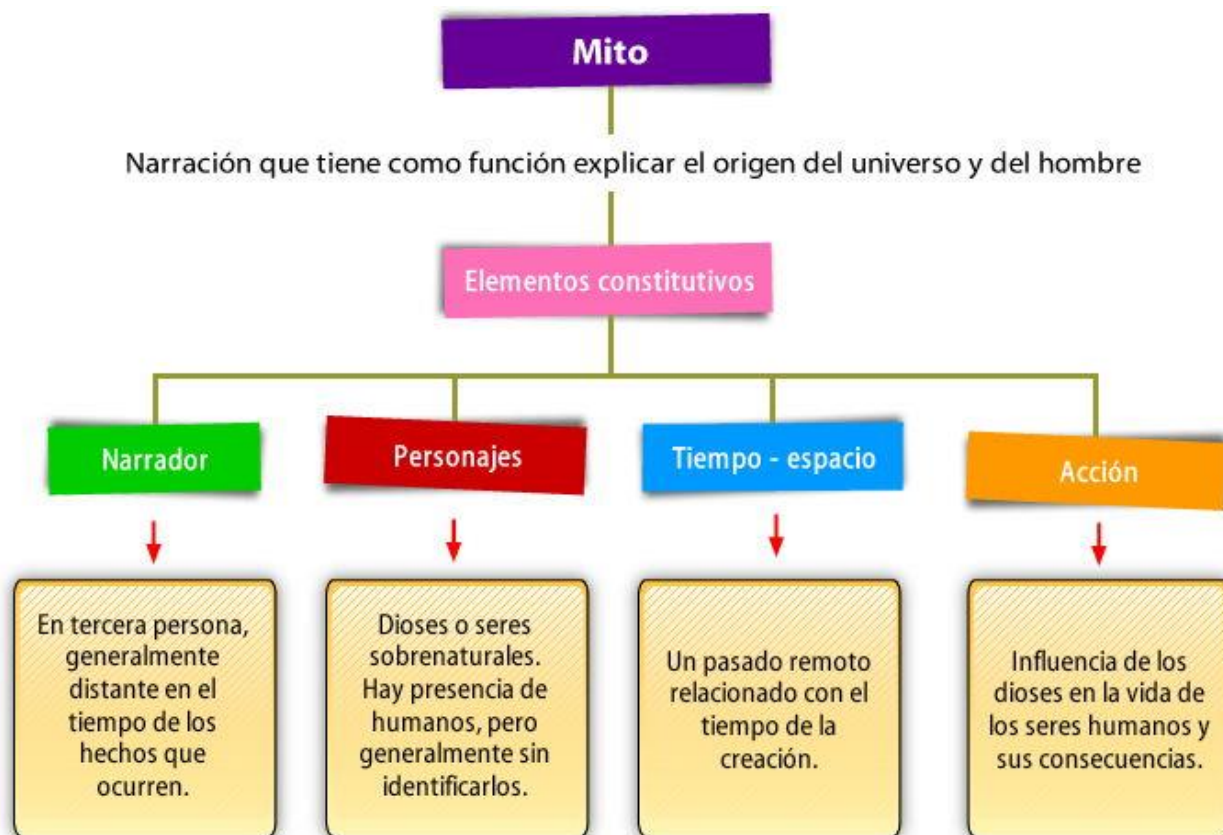 Mito
Narración que tiene como función explicar el origen del universo y del hombre
Elementos constitutivos
Narrador
Personajes
Tiempo - espacio
Acción
En tercera persona,
generalmente
distante en el
tiempo de los
hechos que
ocurren.
Dioses o seres
sobrenaturales.
Hay presencia de
humanos, pero
generalmente sin
identificarlos.
Un pasado remoto
relacionado con el
tiempo de la
creación.
Influencia de los
dioses en la vida de
los seres humanos y
sus consecuencias.